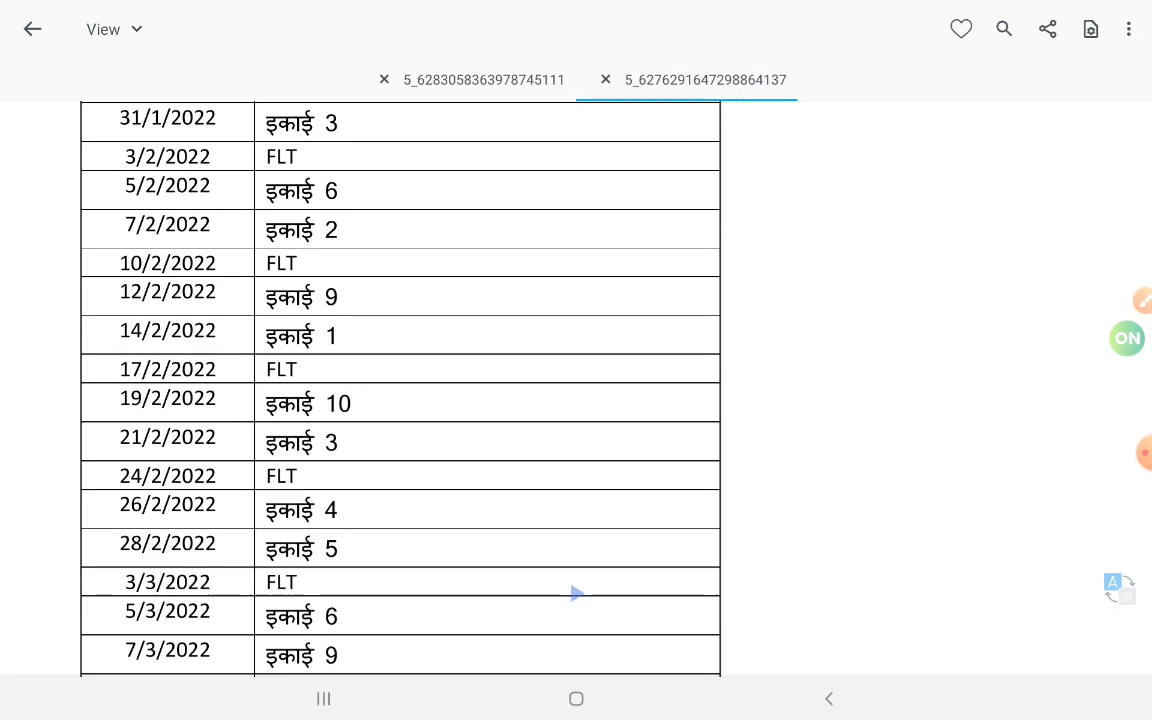 View
5_6283058363978745111
5_6276291647298864137
31/1/2022 इकाई 3
3/2/2022 FLT
5/2/2022 इकाई 6
7/2/2022 इकाई 2
10/2/2022 FLT
12/2/2022 इकाई 9
14/2/2022 इकाई 1
17/2/2022 FLT
19/2/2022 इकाई 10
21/2/2022 इकाई 3
24/2/2022 FLT
26/2/2022 इकाई 4
28/2/2022 इकाई 5
3/3/2022 FLT
5/3/2022 इकाई 6
7/3/2022 इकाई 9
ON
A